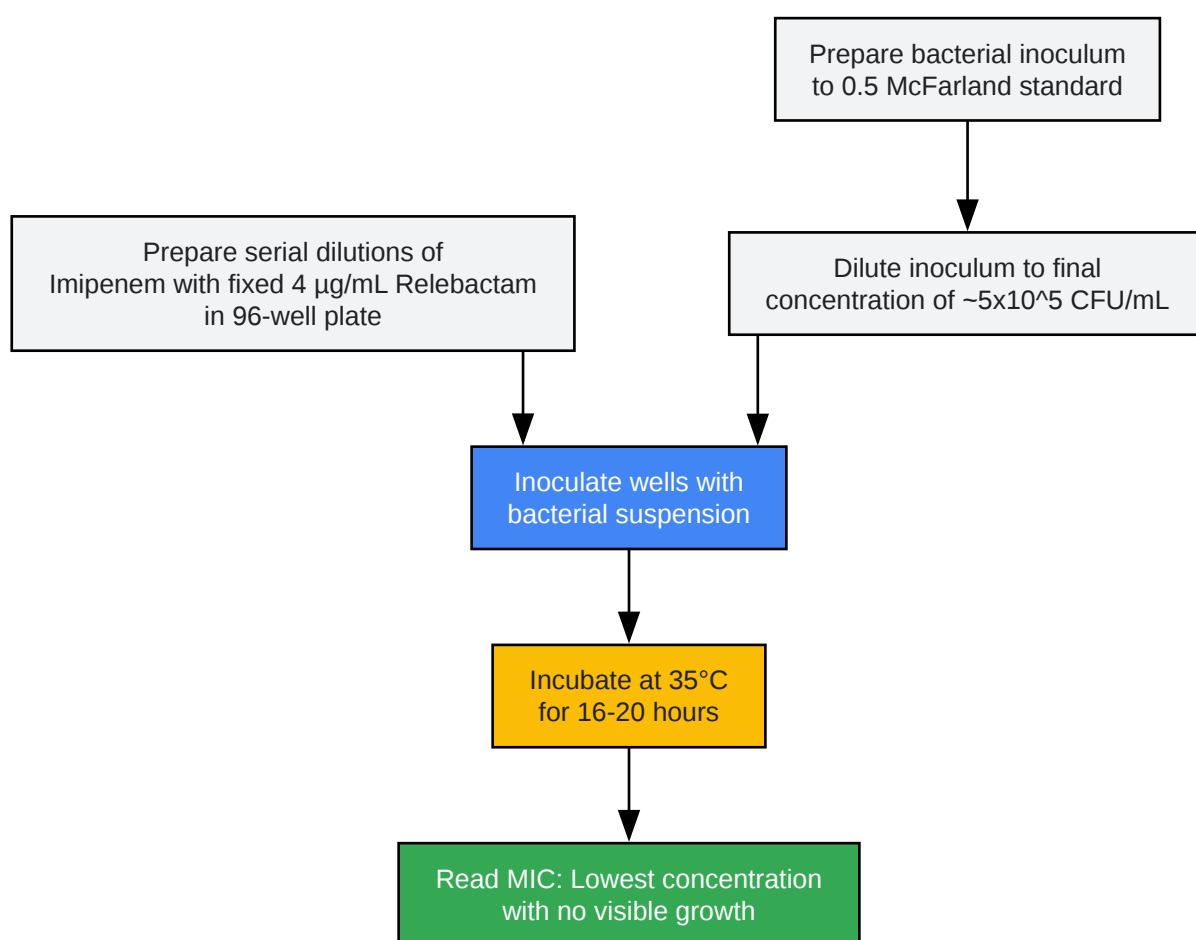 Prepare bacterial inoculum
to 0.5 McFarland standard
Prepare serial dilutions of
Imipenem with fixed 4 µg/mL Relebactam
in 96-well plate
Dilute inoculum to final
concentration of ~5x10^5 CFU/mL
Inoculate wells with
bacterial suspension
Incubate at 35°C
for 16-20 hours
Read MIC: Lowest concentration
with no visible growth